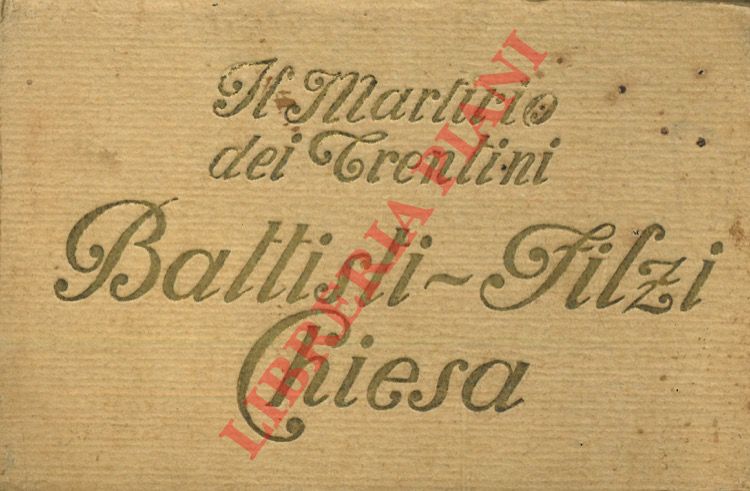 Il Martirio
dei Trentini
Battisti~Filzi
Chiesa
LIBRERIA PIANI